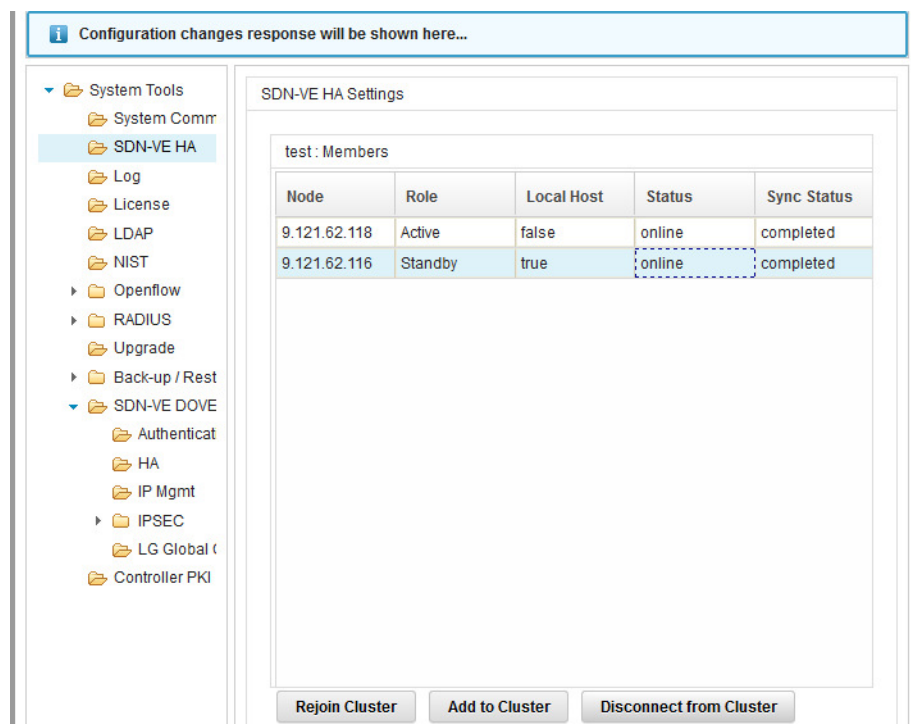 Configuration changes response will be shown here...
System Tools
System Comm
SDN-VE HA
Log
License
LDAP
NIST
Openflow
RADIUS
Upgrade
Back-up / Rest
SDN-VE DOVE
Authenticat
HA
IP Mgmt
IPSEC
LG Global
Controller PKI
SDN-VE HA Settings
test : Members
Node Role Local Host Status Sync Status
9.121.62.118 Active false online completed
9.121.62.116 Standby true online completed
Rejoin Cluster Add to Cluster Disconnect from Cluster